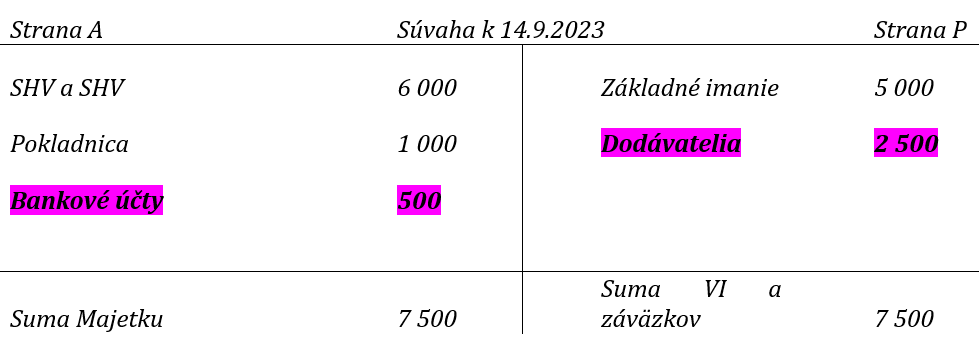 Strana A Súvaha k 14.9.2023 Strana P
SHV a SHV 6 000 Základné imanie 5 000
Pokladnica 1 000 Dodávatelia 2 500
Bankové účty 500
Suma VI a
Suma Majetku 7 500 záväzkov 7 500